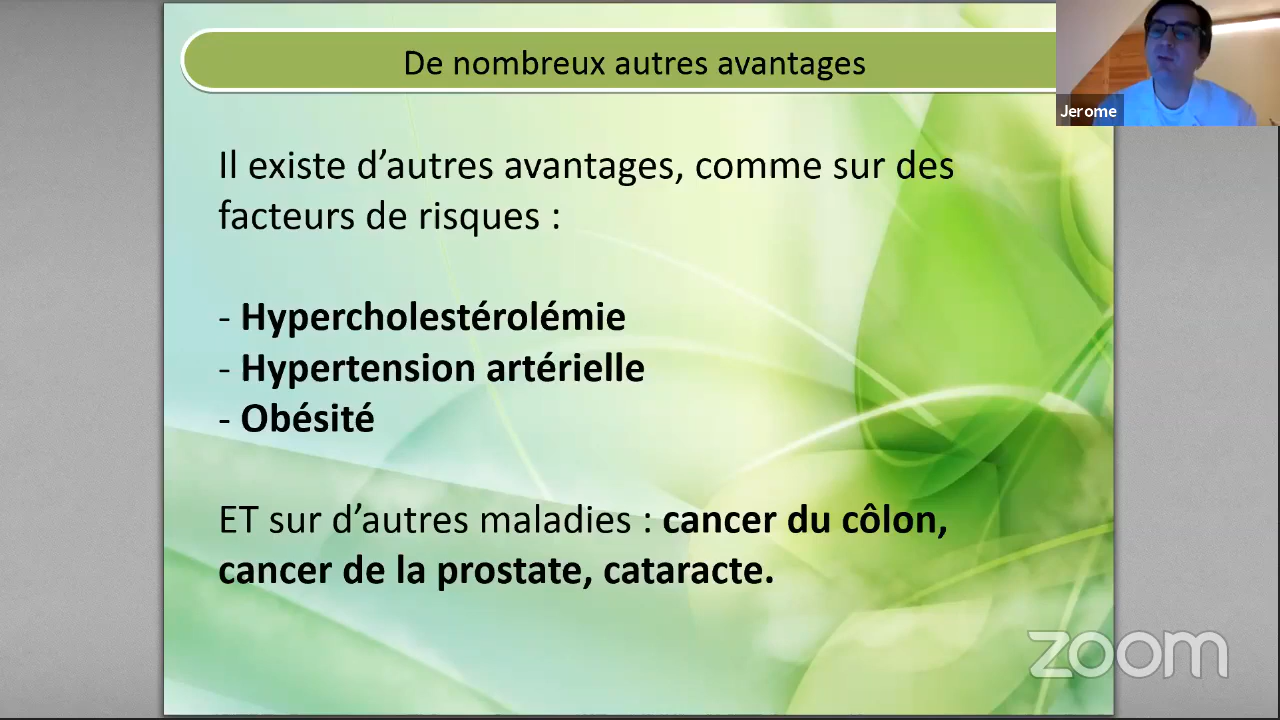 De nombreux autres avantages
Jerome
Il existe d’autres avantages, comme sur des
facteurs de risques :
- Hypercholestérolémie
- Hypertension artérielle
- Obésité
ET sur d’autres maladies : cancer du côlon,
cancer de la prostate, cataracte.
zoom